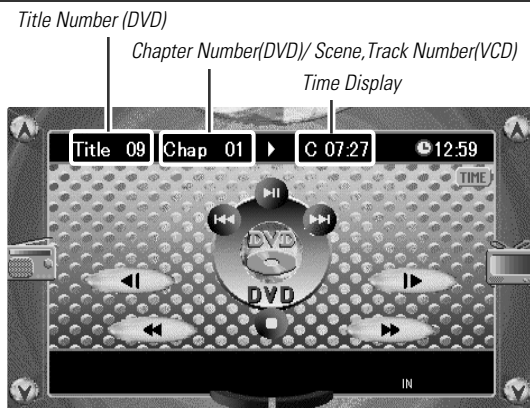 Title Number (DVD)
Chapter Number(DVD)/ Scene,Track Number(VCD)
Time Display
Title 09 Chap 01 C 07:27 12:59
TIME
DVD
DVD
IN